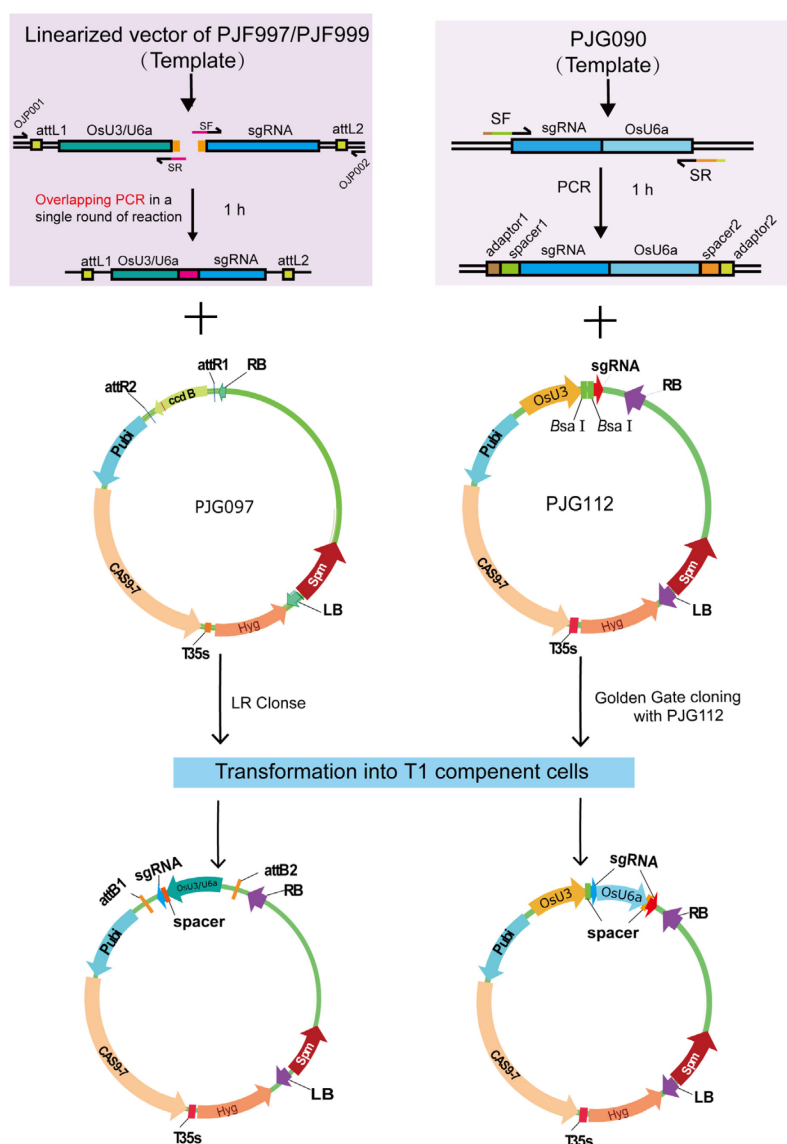 Linearized vector of PJF997/PJF999
（Template）
OJP001
attL1
OsU3/U6a
SF
sgRNA
attL2
SR
OJP002
Overlapping PCR in a
single round of reaction
1 h
attL1
OsU3/U6a
sgRNA
attL2
PJG090
（Template）
SF
sgRNA
OsU6a
SR
PCR
1 h
adaptor1
spacer1
sgRNA
OsU6a
spacer2
adaptor2
attR2
ccd B
attR1
RB
Pubi
PJG097
CAS9-7
T35s
Hyg
LB
Spm
OsU3
sgRNA
RB
Bsa I
Bsa I
Pubi
PJG112
CAS9-7
T35s
Hyg
LB
Spm
LR Clonse
Golden Gate cloning
with PJG112
Transformation into T1 compenent cells
attB1
sgRNA
OsU3/U6a
attB2
RB
spacer
Pubi
CAS9-7
T35s
Hyg
LB
Spm
sgRNA
OsU3
OsU6a
RB
spacer
Pubi
CAS9-7
T35s
Hyg
LB
Spm